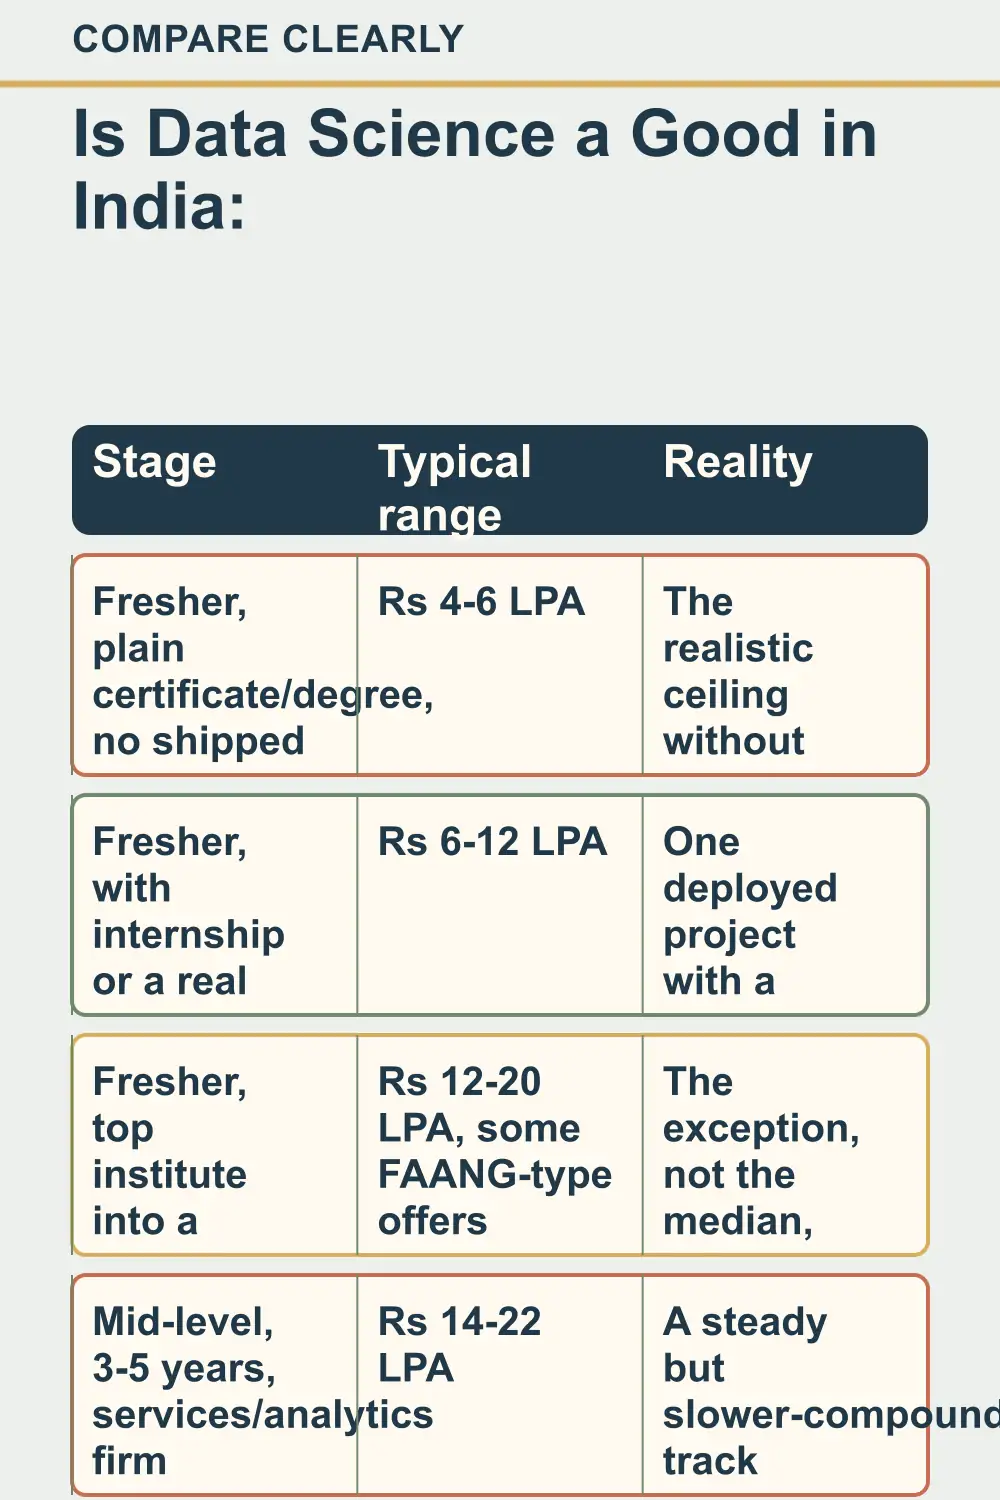 COMPARE CLEARLY
Is Data Science a Good in
India:
Stage
Typical
range
Reality
Fresher,
plain
certificate/degree,
no shipped
Rs 4-6 LPA
The
realistic
ceiling
without
Fresher,
with
internship
or a real
Rs 6-12 LPA
One
deployed
project
with a
Fresher,
top
institute
into a
Rs 12-20
LPA, some
FAANG-type
offers
The
exception,
not the
median,
Mid-level,
3-5 years,
services/analytics
firm
Rs 14-22
LPA
A steady
but
slower-compound
track